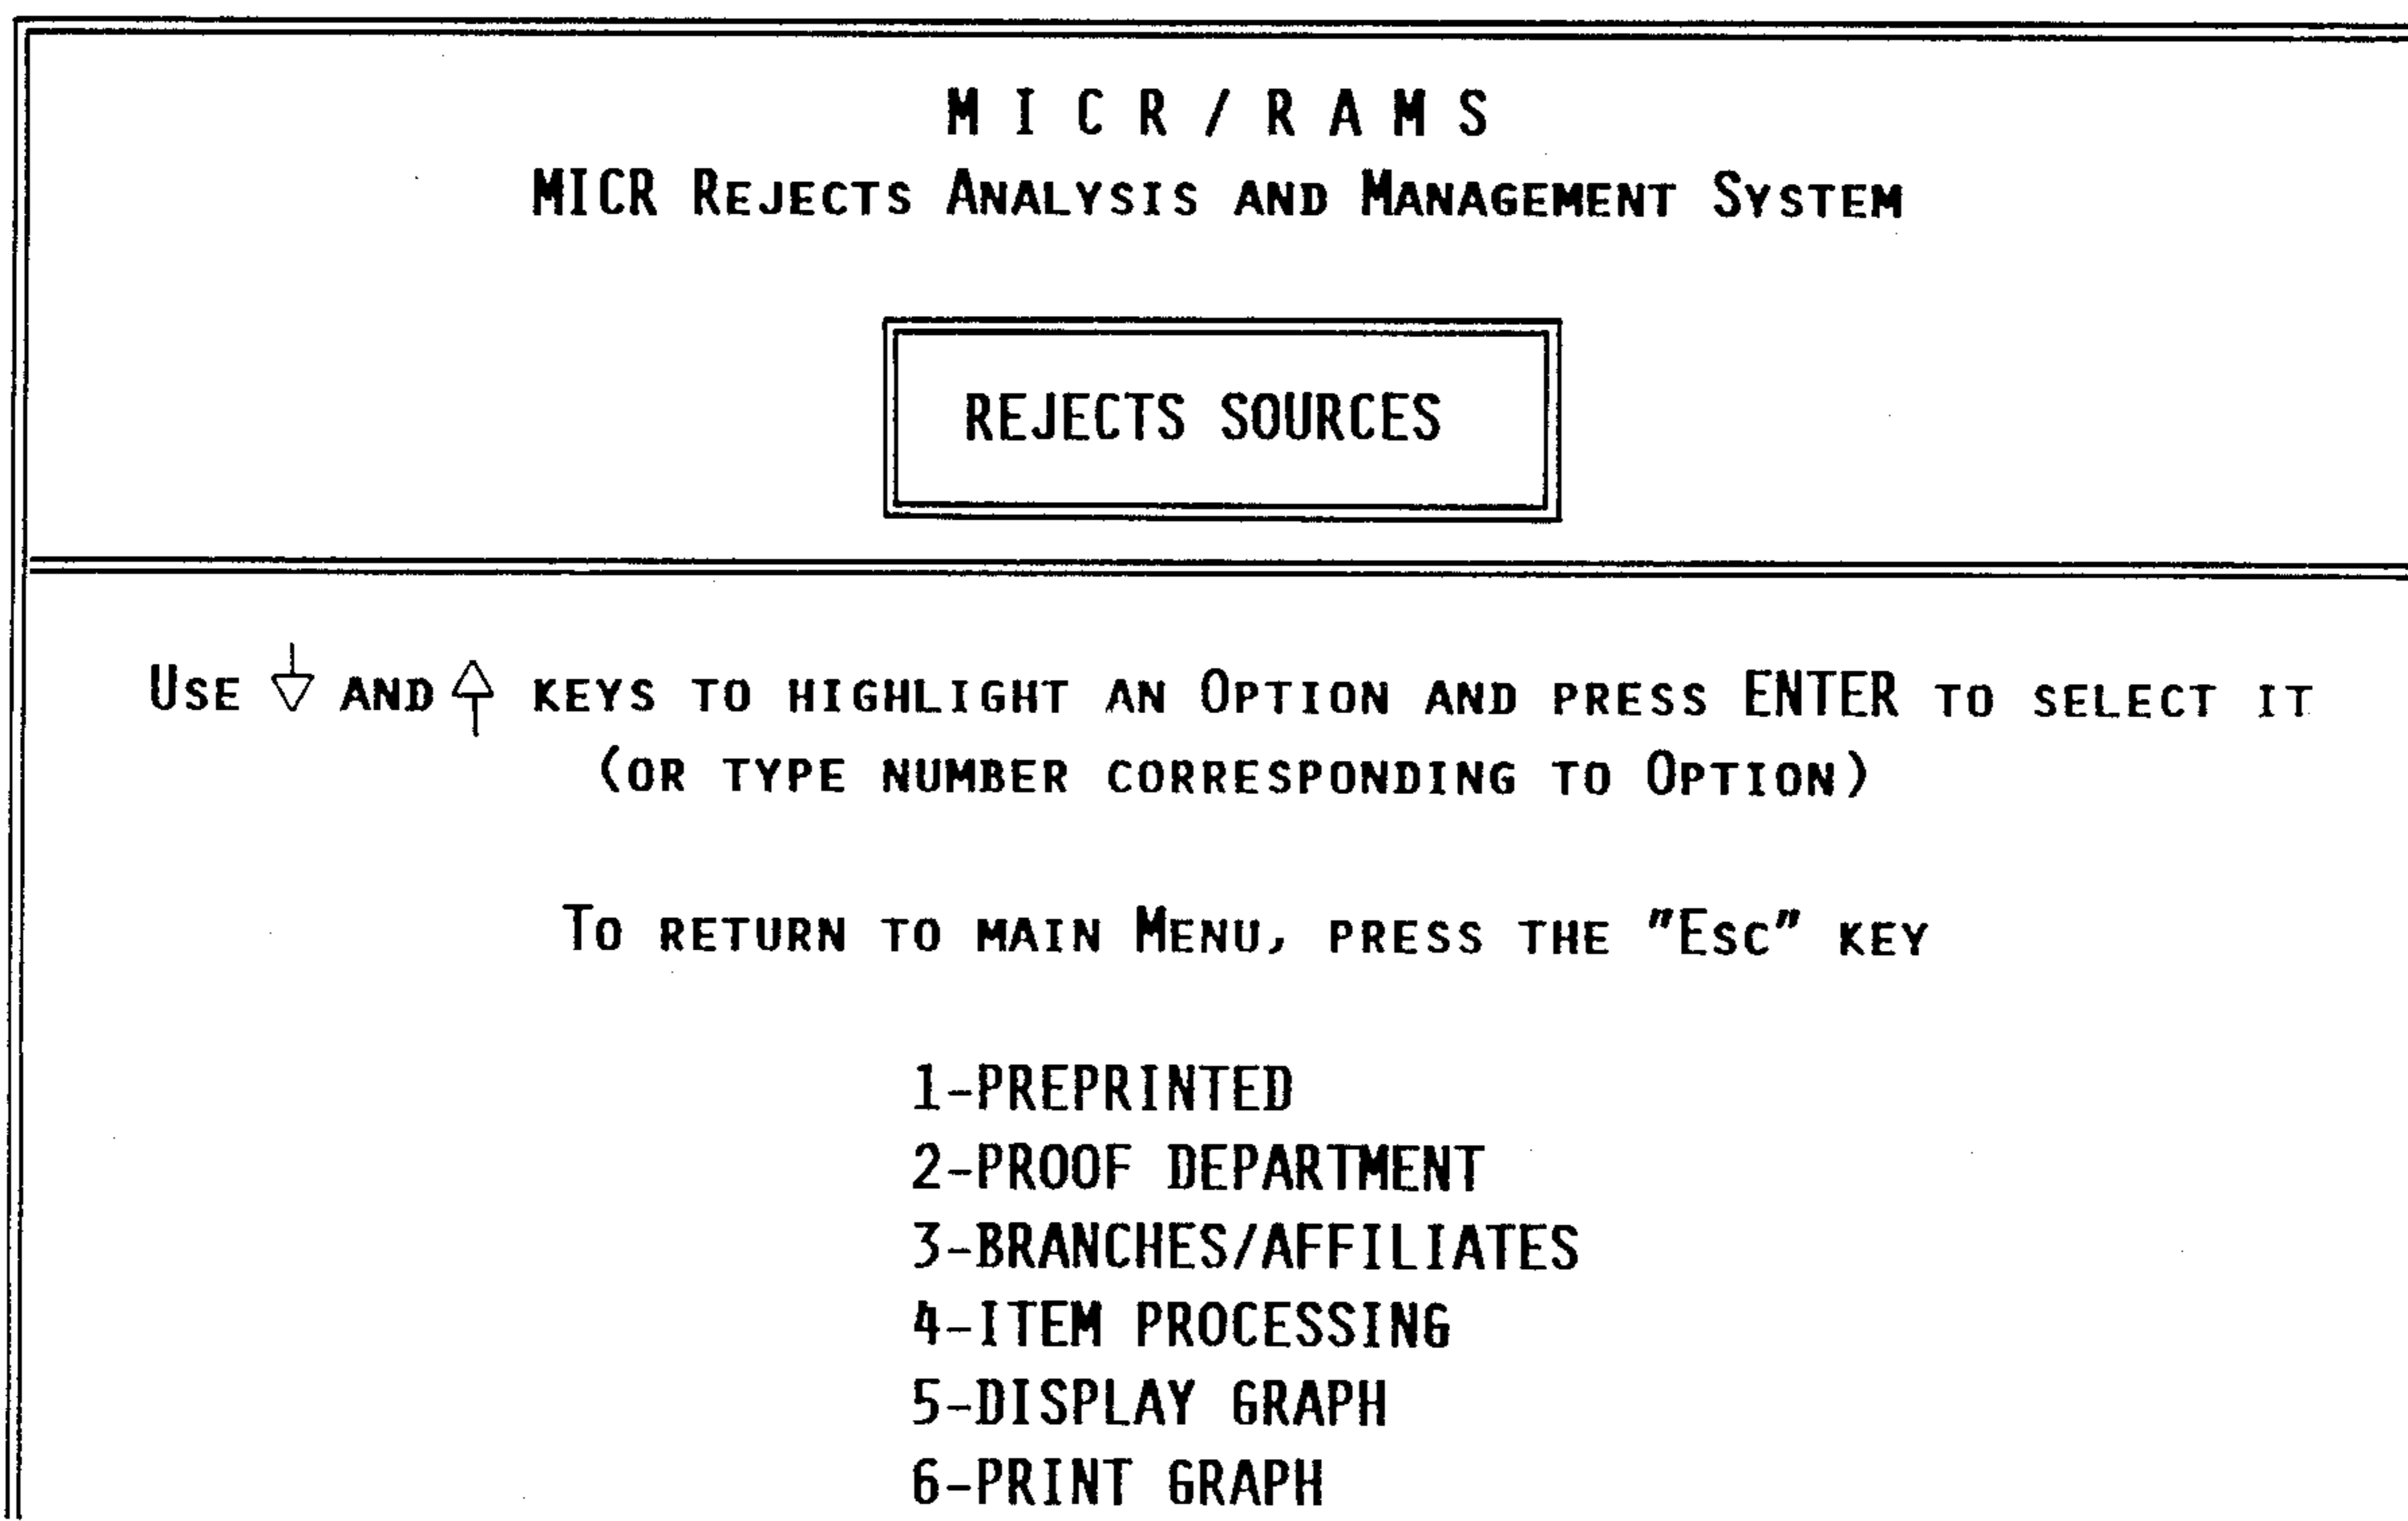 M I C R / R A M S
MICR Rejects Analysis and Management System
REJECTS SOURCES
Use ↓ and ↑ keys to highlight an Option and press ENTER to select it
(or type number corresponding to Option)
To return to main Menu, press the "Esc" key
1-PREPRINTED
2-PROOF DEPARTMENT
3-BRANCHES/AFFILIATES
4-ITEM PROCESSING
5-DISPLAY GRAPH
6-PRINT GRAPH